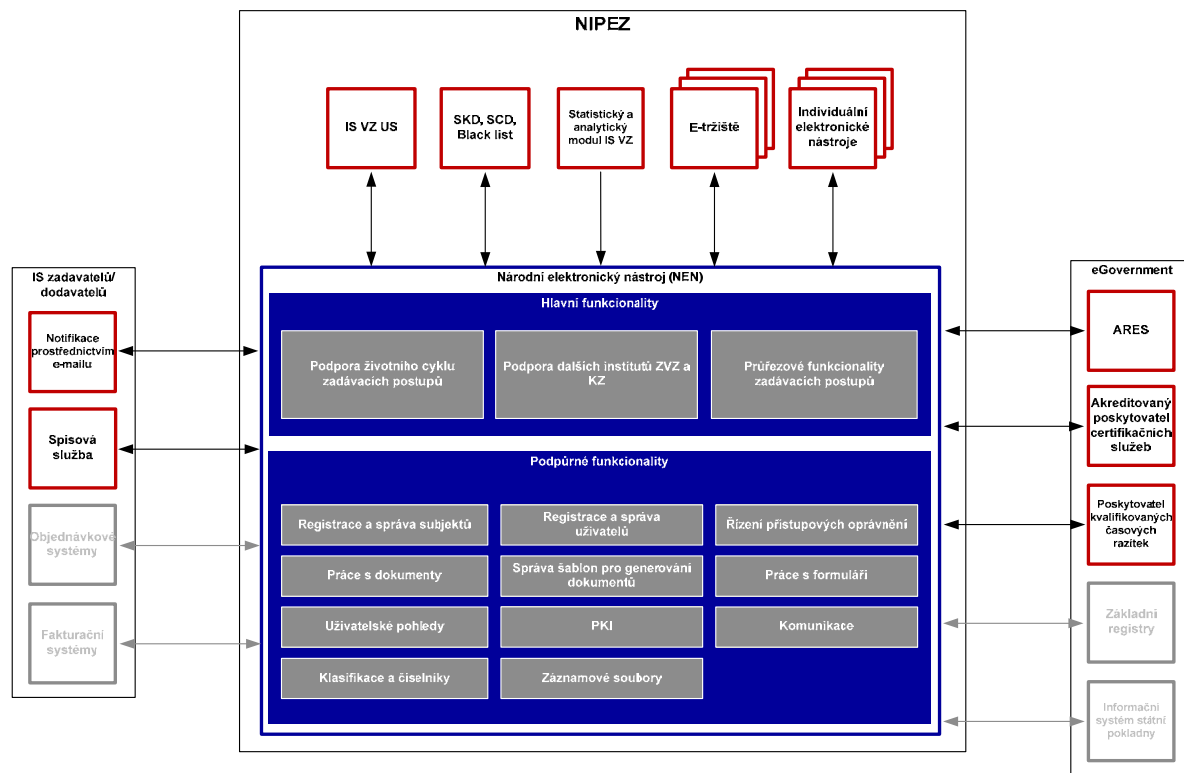 NIPEZ
IS VZ US
SKD, SCD,
Black list
Statistický a
analytický
modul IS VZ
E-tržiště
Individuální
elektronické
nástroje
IS zadavatelů/
dodavatelů
Notifikace
prostřednictvím
e-mailu
Spisová
služba
Objednávkové
systémy
Fakturační
systémy
Národní elektronický nástroj (NEN)
Hlavní funkcionality
Podpora životního cyklu
zadávacích postupů
Podpora dalších institutů ZVZ a
KZ
Průřezové funkcionality
zadávacích postupů
Podpůrné funkcionality
Registrace a správa subjektů
Registrace a správa
uživatelů
Řízení přístupových oprávnění
Práce s dokumenty
Správa šablon pro generování
dokumentů
Práce s formuláři
Uživatelské pohledy
PKI
Komunikace
Klasifikace a číselníky
Záznamové soubory
eGovernment
ARES
Akreditovaný
poskytovatel
certifikačních
služeb
Poskytovatel
kvalifikovaných
časových
razítek
Základní
registry
Informační
systém státní
pokladny